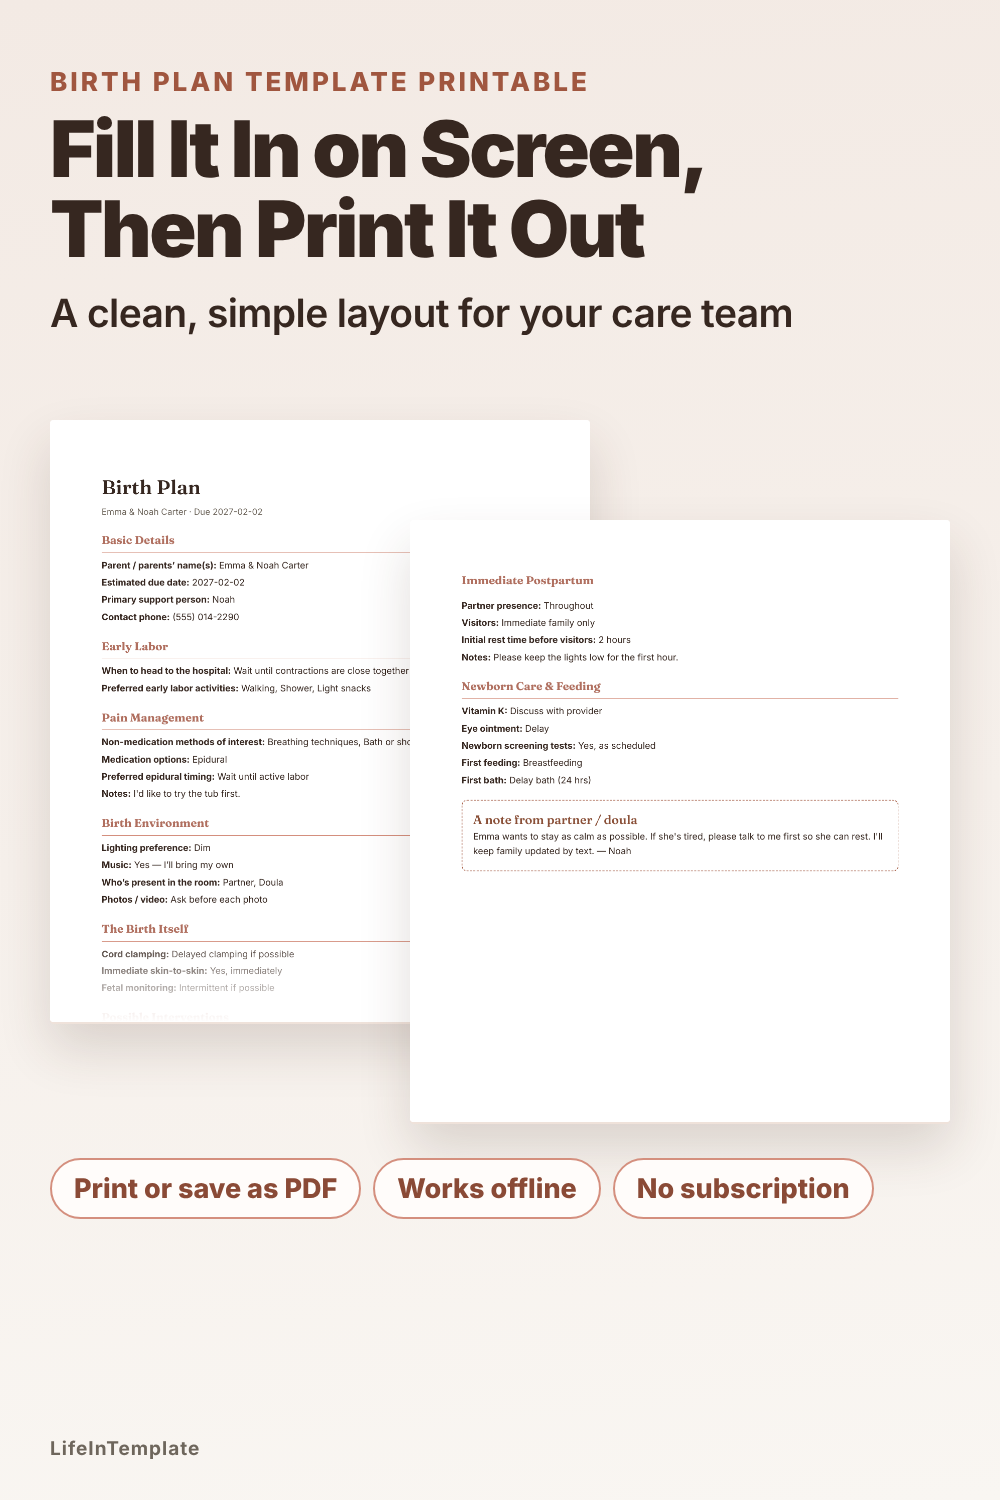 BIRTH PLAN TEMPLATE PRINTABLE
Fill It In on Screen,
Then Print It Out
A clean, simple layout for your care team
Birth Plan
Emma & Noah Carter · Due 2027-02-02
Basic Details
Parent / parents' name(s): Emma & Noah Carter
Estimated due date: 2027-02-02
Primary support person: Noah
Contact phone: (555) 014-2290
Early Labor
When to head to the hospital: Wait until contractions are close together
Preferred early labor activities: Walking, Shower, Light snacks
Pain Management
Non-medication methods of interest: Breathing techniques, Bath or
Medication options: Epidural
Preferred epidural timing: Wait until active labor
Notes: I'd like to try the tub first.
Birth Environment
Lighting preference: Dim
Music: Yes — I'll bring my own
Who's present in the room: Partner, Doula
Photos / video: Ask before each photo
The Birth Itself
Cord clamping: Delayed clamping if possible
Immediate skin-to-skin: Yes, immediately
Fetal monitoring: Intermittent if possible
Immediate Postpartum
Partner presence: Throughout
Visitors: Immediate family only
Initial rest time before visitors: 2 hours
Notes: Please keep the lights low for the first hour.
Newborn Care & Feeding
Vitamin K: Discuss with provider
Eye ointment: Delay
Newborn screening tests: Yes, as scheduled
First feeding: Breastfeeding
First bath: Delay bath (24 hrs)
A note from partner / doula
Emma wants to stay as calm as possible. If she's tired, please talk to me first so she can rest. I'll
keep family updated by text. — Noah
Print or save as PDF
Works offline
No subscription
LifeInTemplate